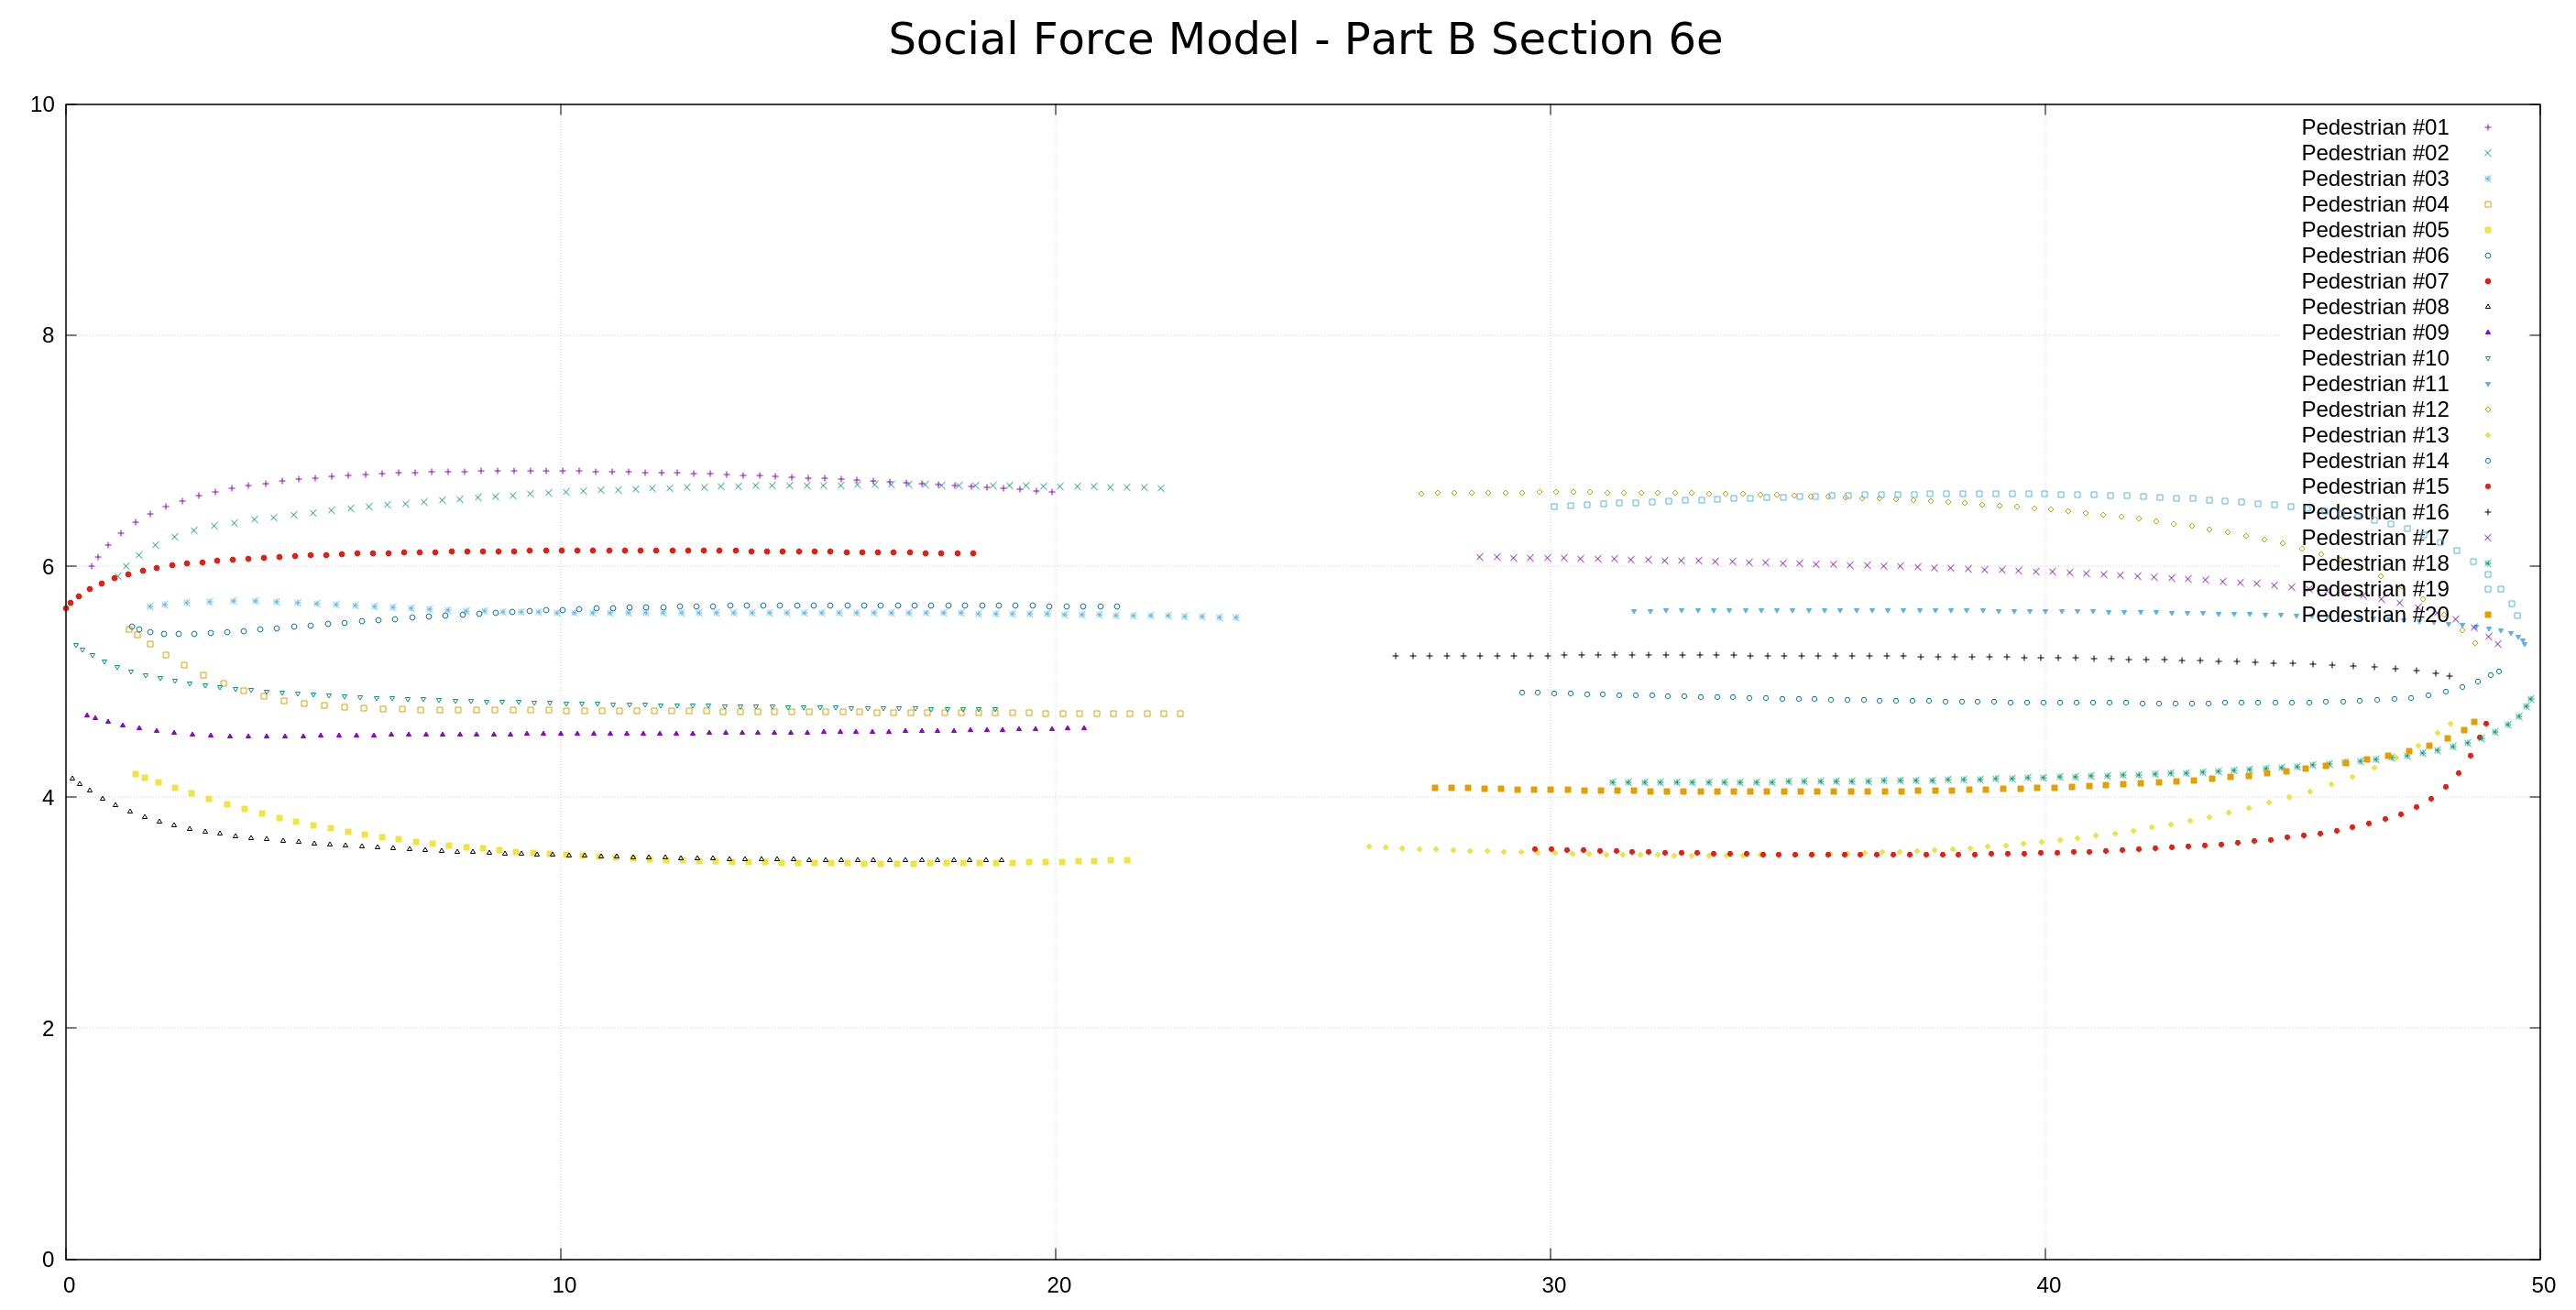 Social Force Model - Part B Section 6e
10
8
6
4
2
0
0 10 20 30 40 50
Pedestrian #01
Pedestrian #02
Pedestrian #03
Pedestrian #04
Pedestrian #05
Pedestrian #06
Pedestrian #07
Pedestrian #08
Pedestrian #09
Pedestrian #10
Pedestrian #11
Pedestrian #12
Pedestrian #13
Pedestrian #14
Pedestrian #15
Pedestrian #16
Pedestrian #17
Pedestrian #18
Pedestrian #19
Pedestrian #20